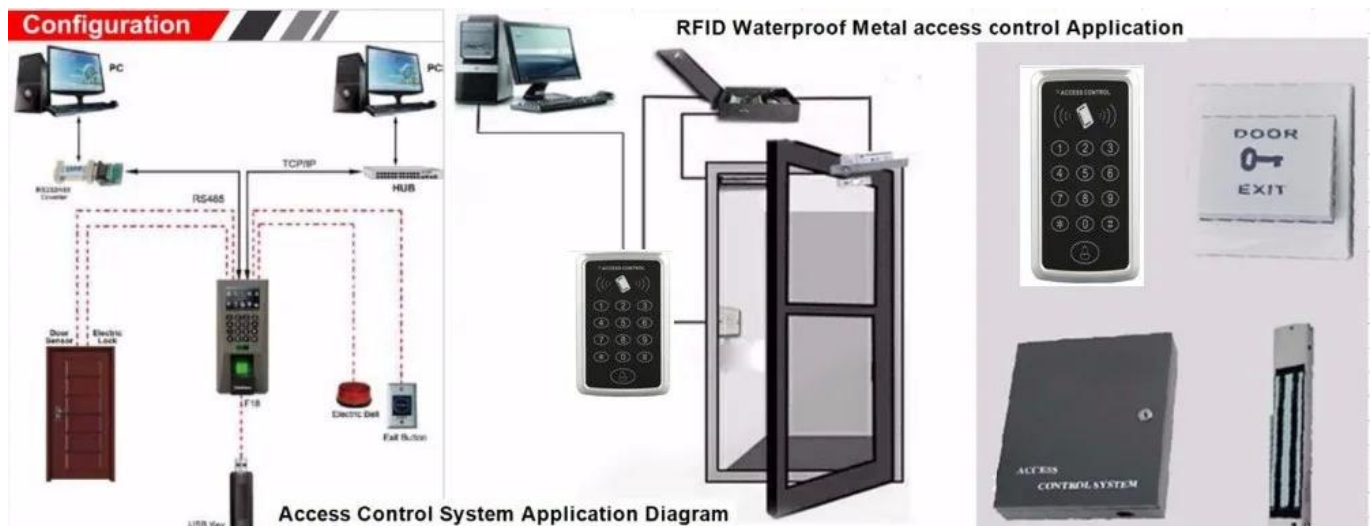 Configuration
PC
PC
TCP/IP
HUB
RS485
Door
Sensor
Electric
Lock
F18
Electric Bell
Exit Button
RFID Waterproof Metal access control Application
ACCESS CONTROL
1 2 3
4 5 6
7 8 9
* 0 #
ACCESS CONTROL
1 2 3
4 5 6
7 8 9
* 0 #
DOOR
EXIT
ACCESS
CONTROL SYSTEM
Access Control System Application Diagram